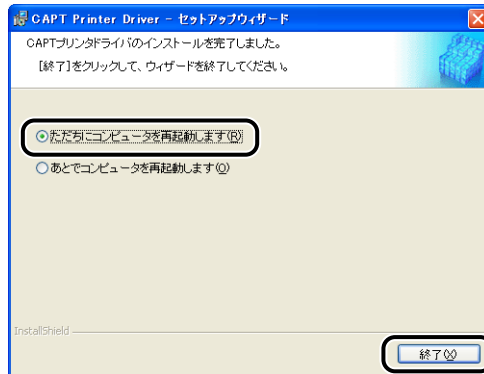 CAPT Printer Driver - セットアップウィザード
CAPTプリンタドライバのインストールを完了しました。
[終了]をクリックして、ウィザードを終了してください。
ただちにコンピュータを再起動します(R)
あとでコンピュータを再起動します(O)
InstallShield
終了(X)